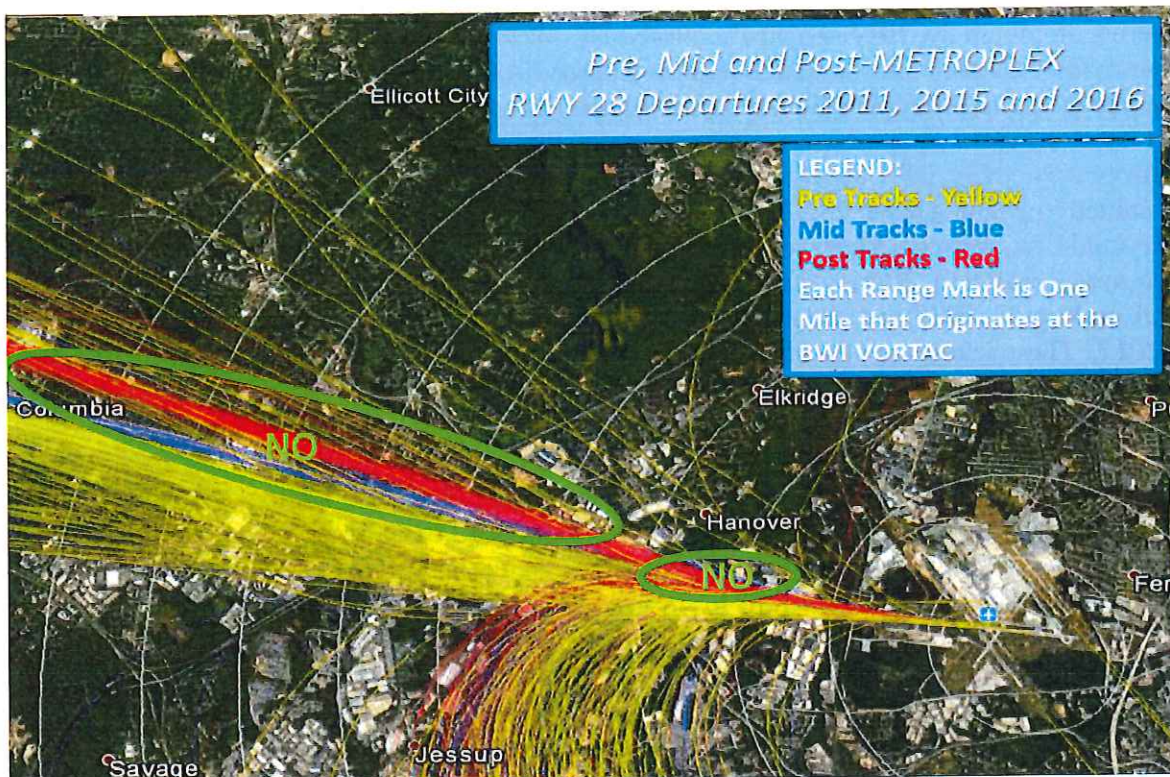 Pre, Mid and Post-METROPLEX
RWY 28 Departures 2011, 2015 and 2016
Ellicott City
LEGEND:
Pre Tracks - Yellow
Mid Tracks - Blue
Post Tracks - Red
Each Range Mark is One
Mile that Originates at the
BWI VORTAC
Elkridge
P
Columbia
NO
Hanover
NO
Fer
Jessup
Savage